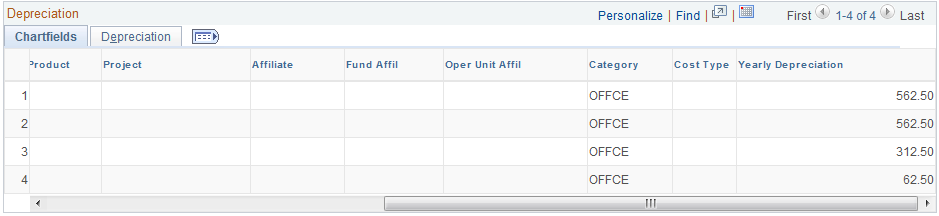 Depreciation
Personalize | Find | | First 1-4 of 4 Last
Chartfields Depreciation
Product Project Affiliate Fund Affil Oper Unit Affil Category Cost Type Yearly Depreciation
1 OFFCE 562.50
2 OFFCE 562.50
3 OFFCE 312.50
4 OFFCE 62.50